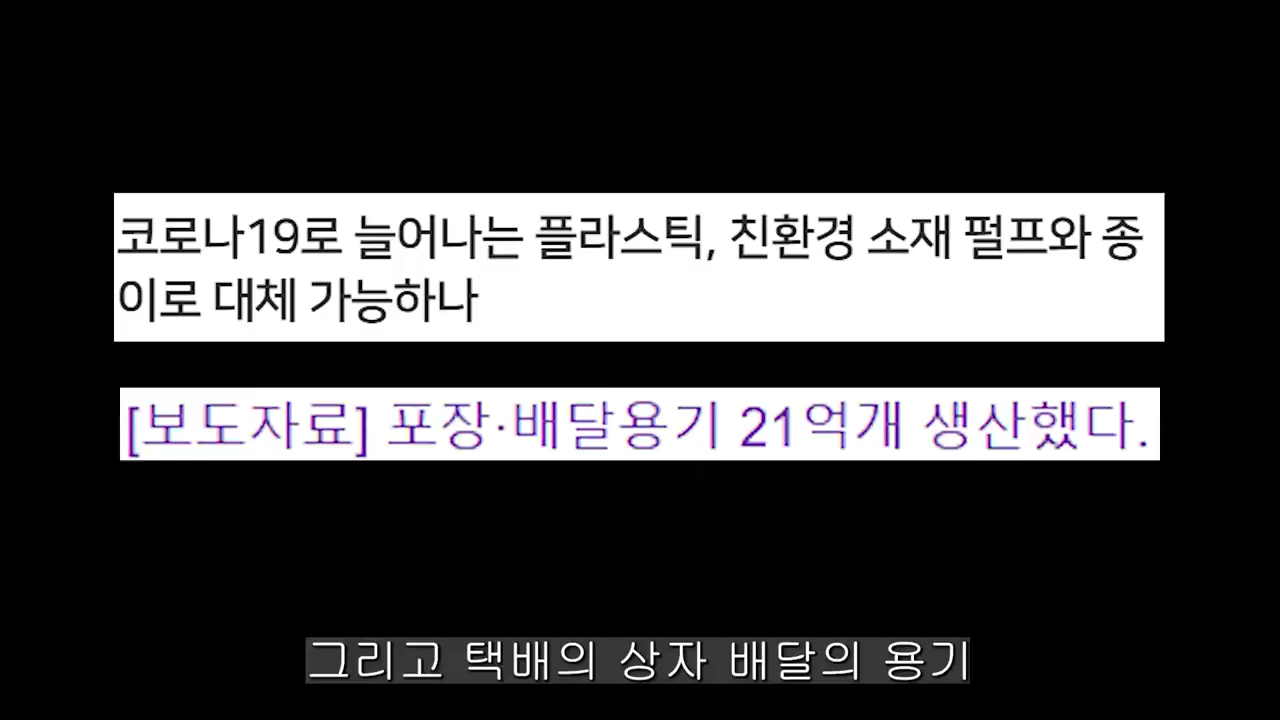 코로나19로 늘어나는 플라스틱, 친환경 소재 펄프와 종
이로 대체 가능하나
[보도자료] 포장·배달용기 21억개 생산했다.
그리고 택배의 상자 배달의 용기